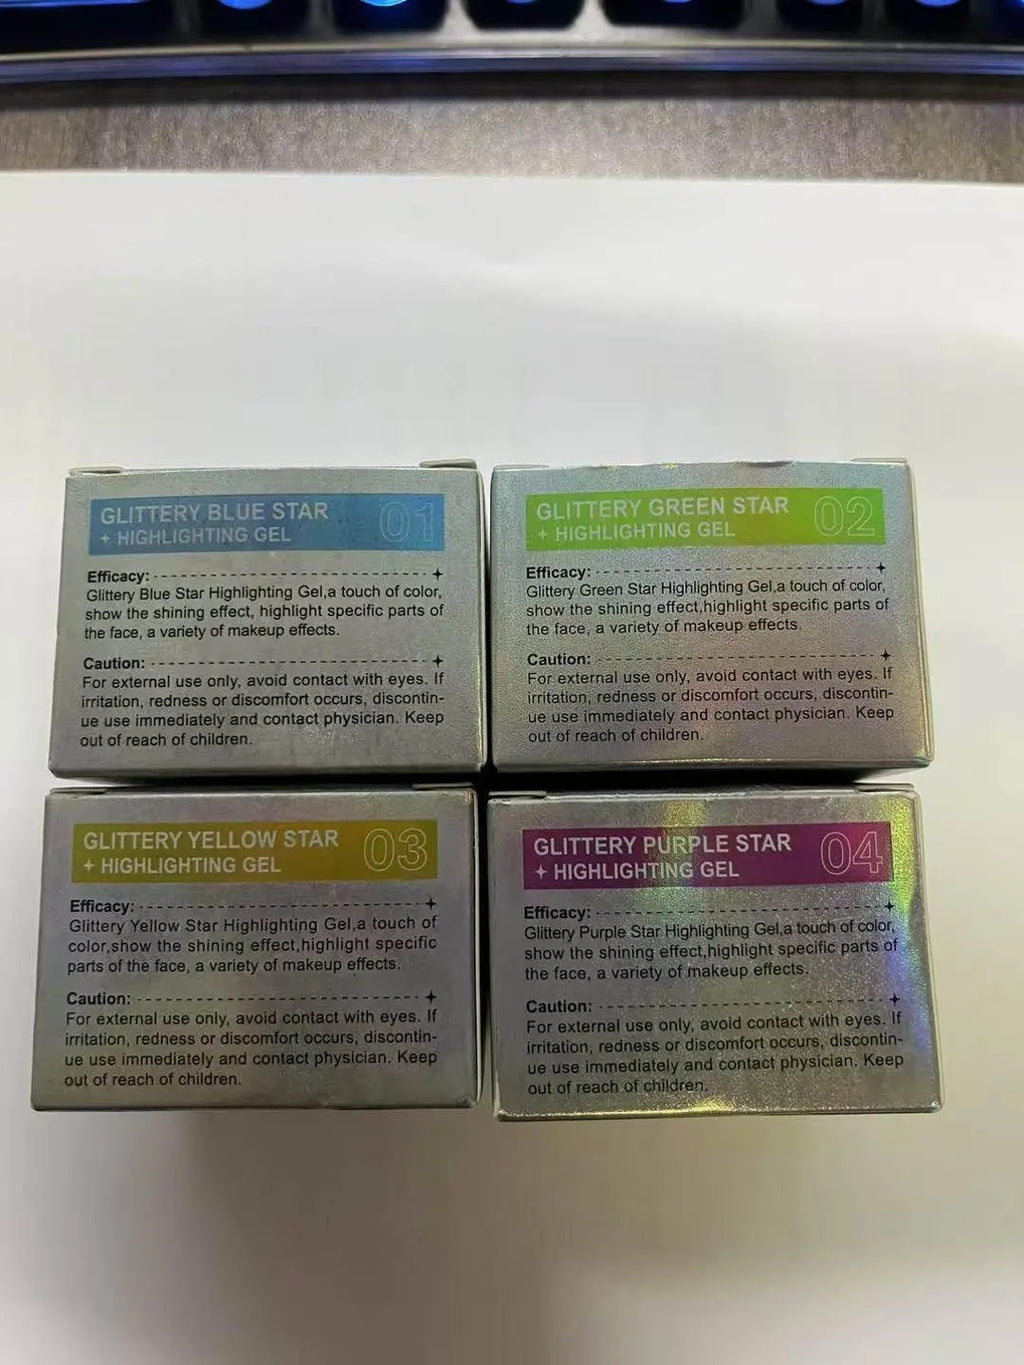 GLITTERY BLUE STAR 01
+ HIGHLIGHTING GEL
Efficacy:
Glittery Blue Star Highlighting Gel,a touch of color,
show the shining effect, highlight specific parts of
the face, a variety of makeup effects.
Caution:
For external use only, avoid contact with eyes. If
irritation, redness or discomfort occurs, discontin-
ue use immediately and contact physician. Keep
out of reach of children.
GLITTERY GREEN STAR 02
+ HIGHLIGHTING GEL
Efficacy:
Glittery Green Star Highlighting Gel,a touch of color,
show the shining effect,highlight specific parts of
the face, a variety of makeup effects.
Caution:
For external use only, avoid contact with eyes. If
irritation, redness or discomfort occurs, discontin-
ue use immediately and contact physician. Keep
out of reach of children.
GLITTERY YELLOW STAR 03
+ HIGHLIGHTING GEL
Efficacy:
Glittery Yellow Star Highlighting Gel,a touch of
color,show the shining effect,highlight specific
parts of the face, a variety of makeup effects.
Caution:
For external use only, avoid contact with eyes. If
irritation, redness or discomfort occurs, discontin-
ue use immediately and contact physician. Keep
out of reach of children.
GLITTERY PURPLE STAR 04
+ HIGHLIGHTING GEL
Efficacy:
Glittery Purple Star Highlighting Gel,a touch of color,
show the shining effect,highlight specific parts of
the face, a variety of makeup effects.
Caution:
For external use only, avoid contact with eyes. If
irritation, redness or discomfort occurs, discontin-
ue use immediately and contact physician. Keep
out of reach of children.